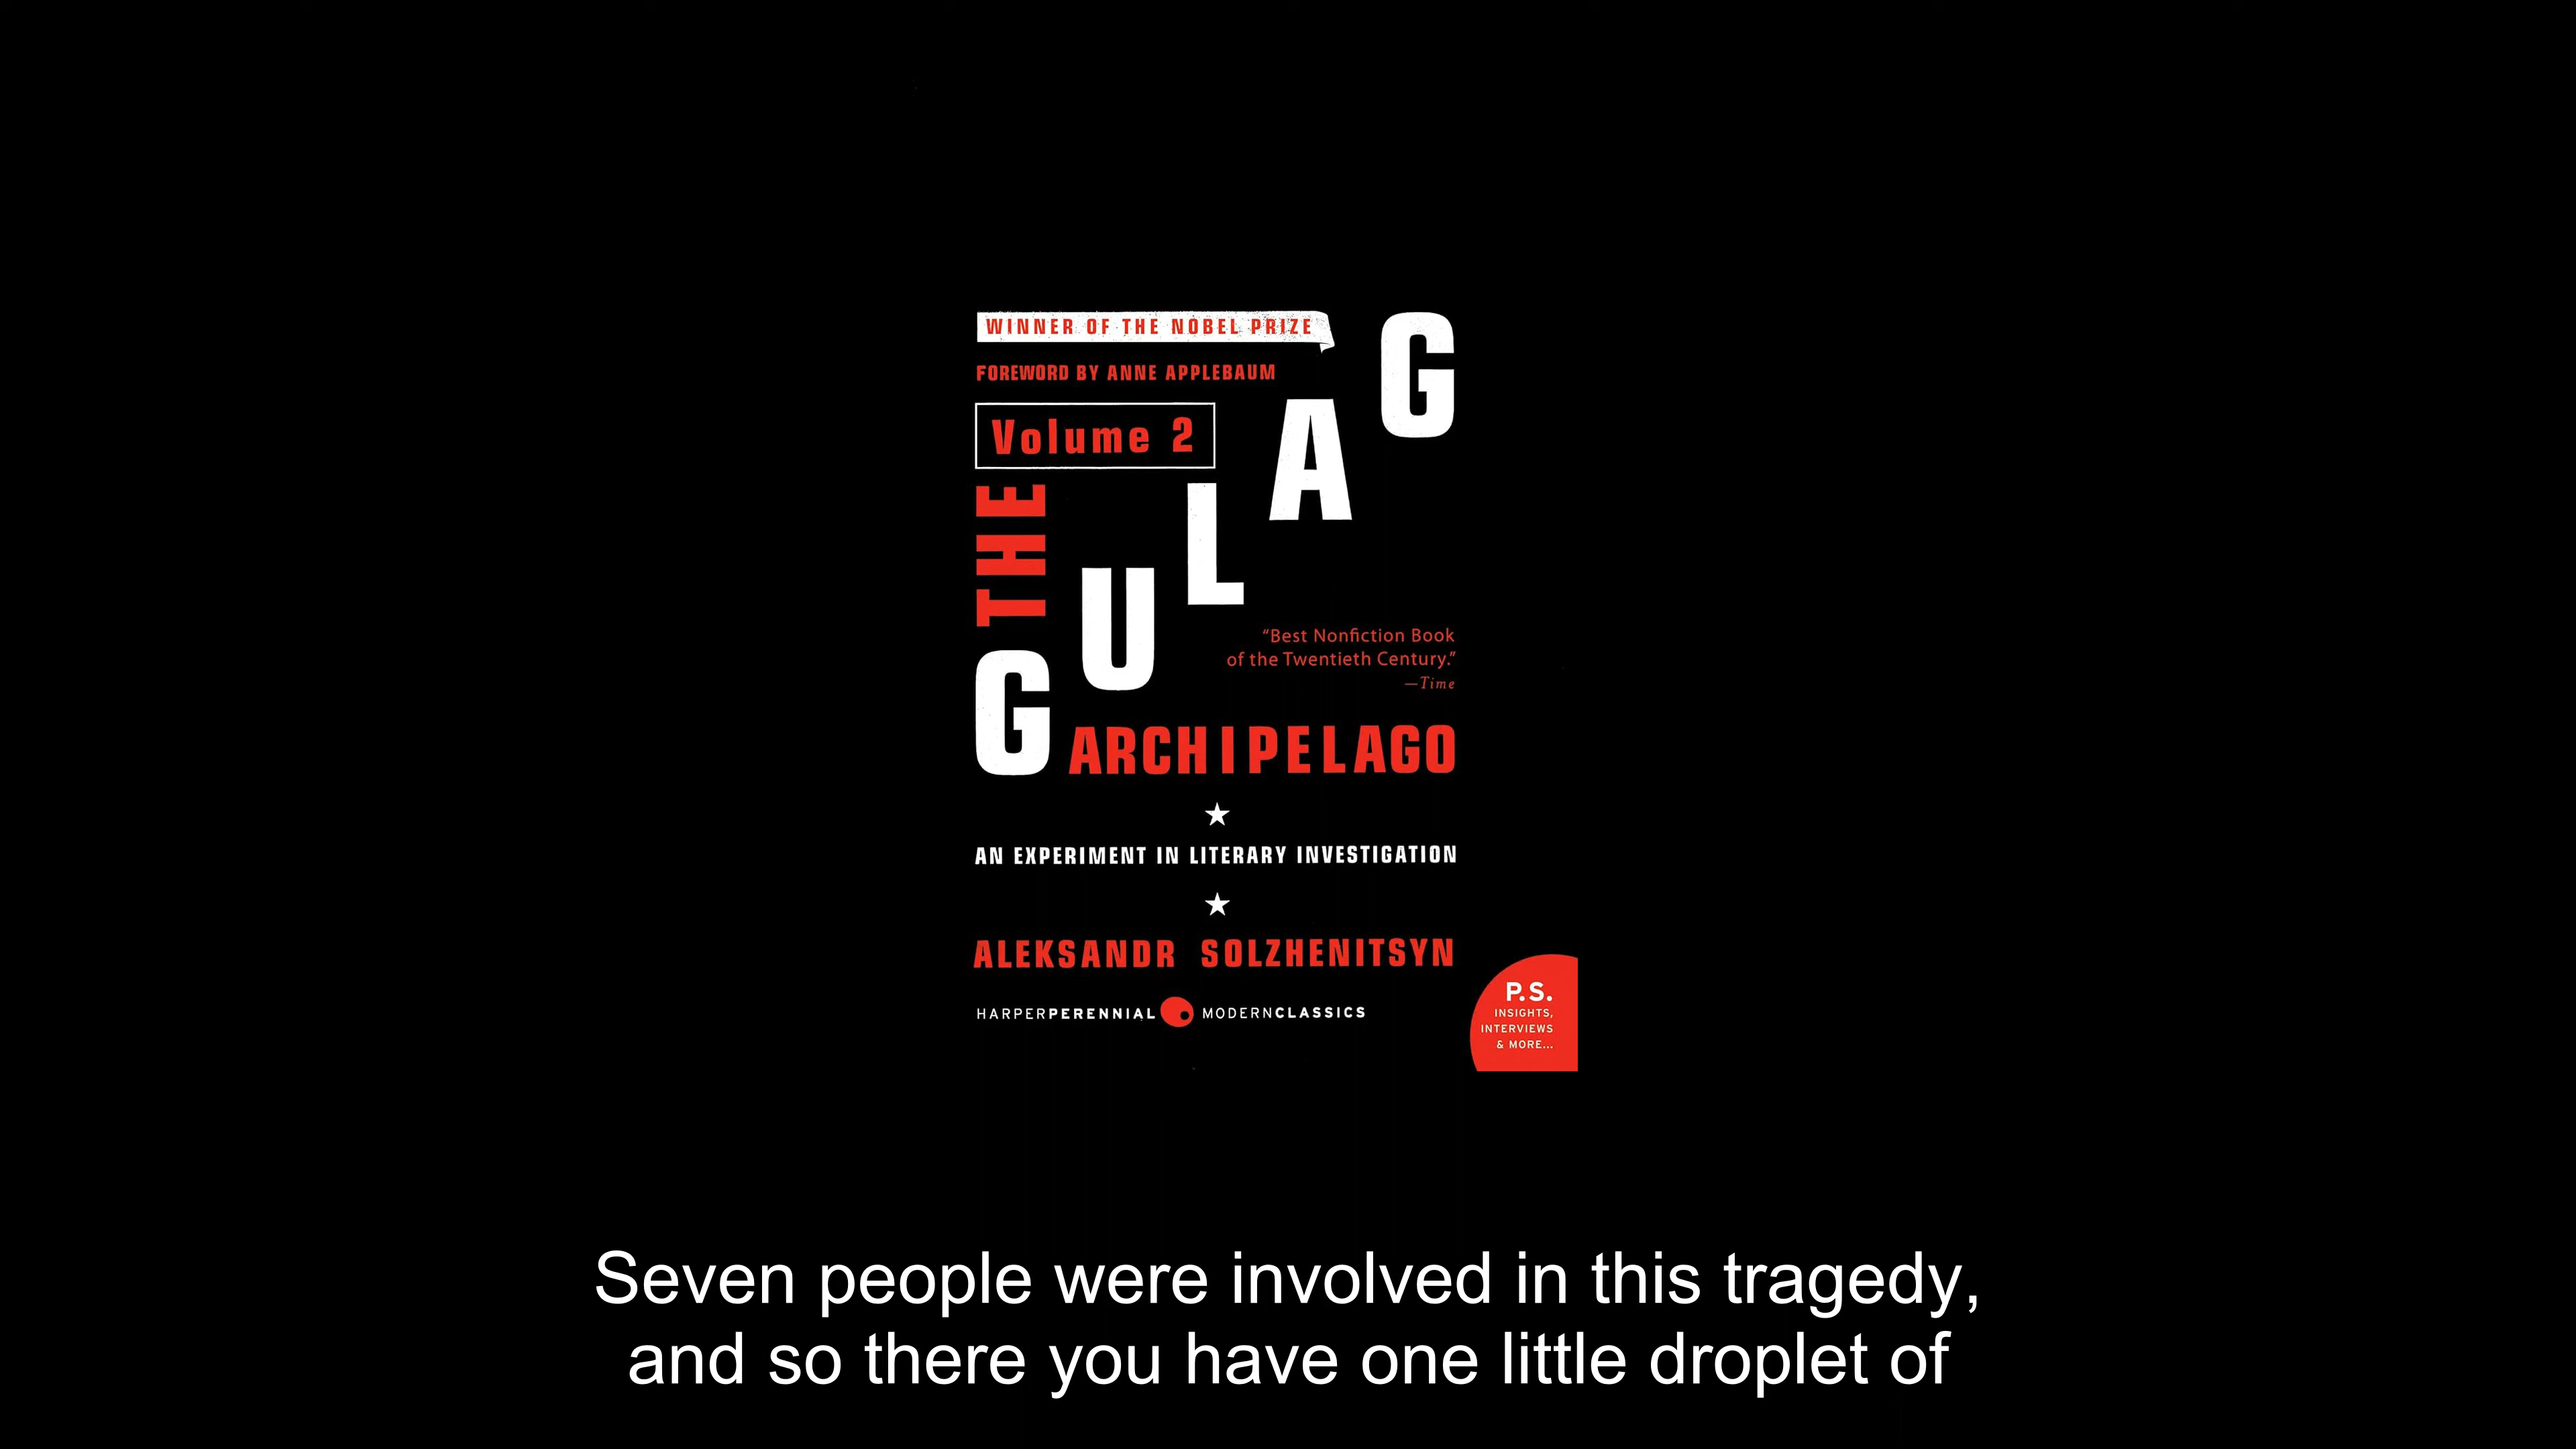 WINNER OF THE NOBEL PRIZE
FOREWORD BY ANNE APPLEBAUM
Volume 2
THE
GULAG
"Best Nonfiction Book
of the Twentieth Century."
—Time
ARCHIPELAGO
AN EXPERIMENT IN LITERARY INVESTIGATION
ALEKSANDR SOLZHENITSYN
HARPERPERENNIAL MODERNCLASSICS
P.S.
INSIGHTS,
INTERVIEWS
& MORE...
Seven people were involved in this tragedy,
and so there you have one little droplet of